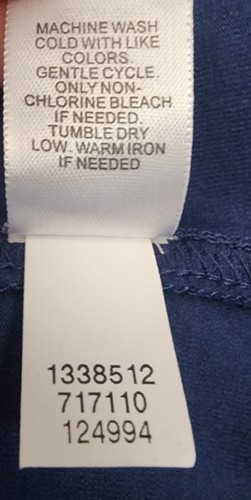 MACHINE WASH
COLD WITH LIKE
COLORS.
GENTLE CYCLE.
ONLY NON-
CHLORINE BLEACH
IF NEEDED.
TUMBLE DRY
LOW. WARM IRON
IF NEEDED
1338512
717110
124994